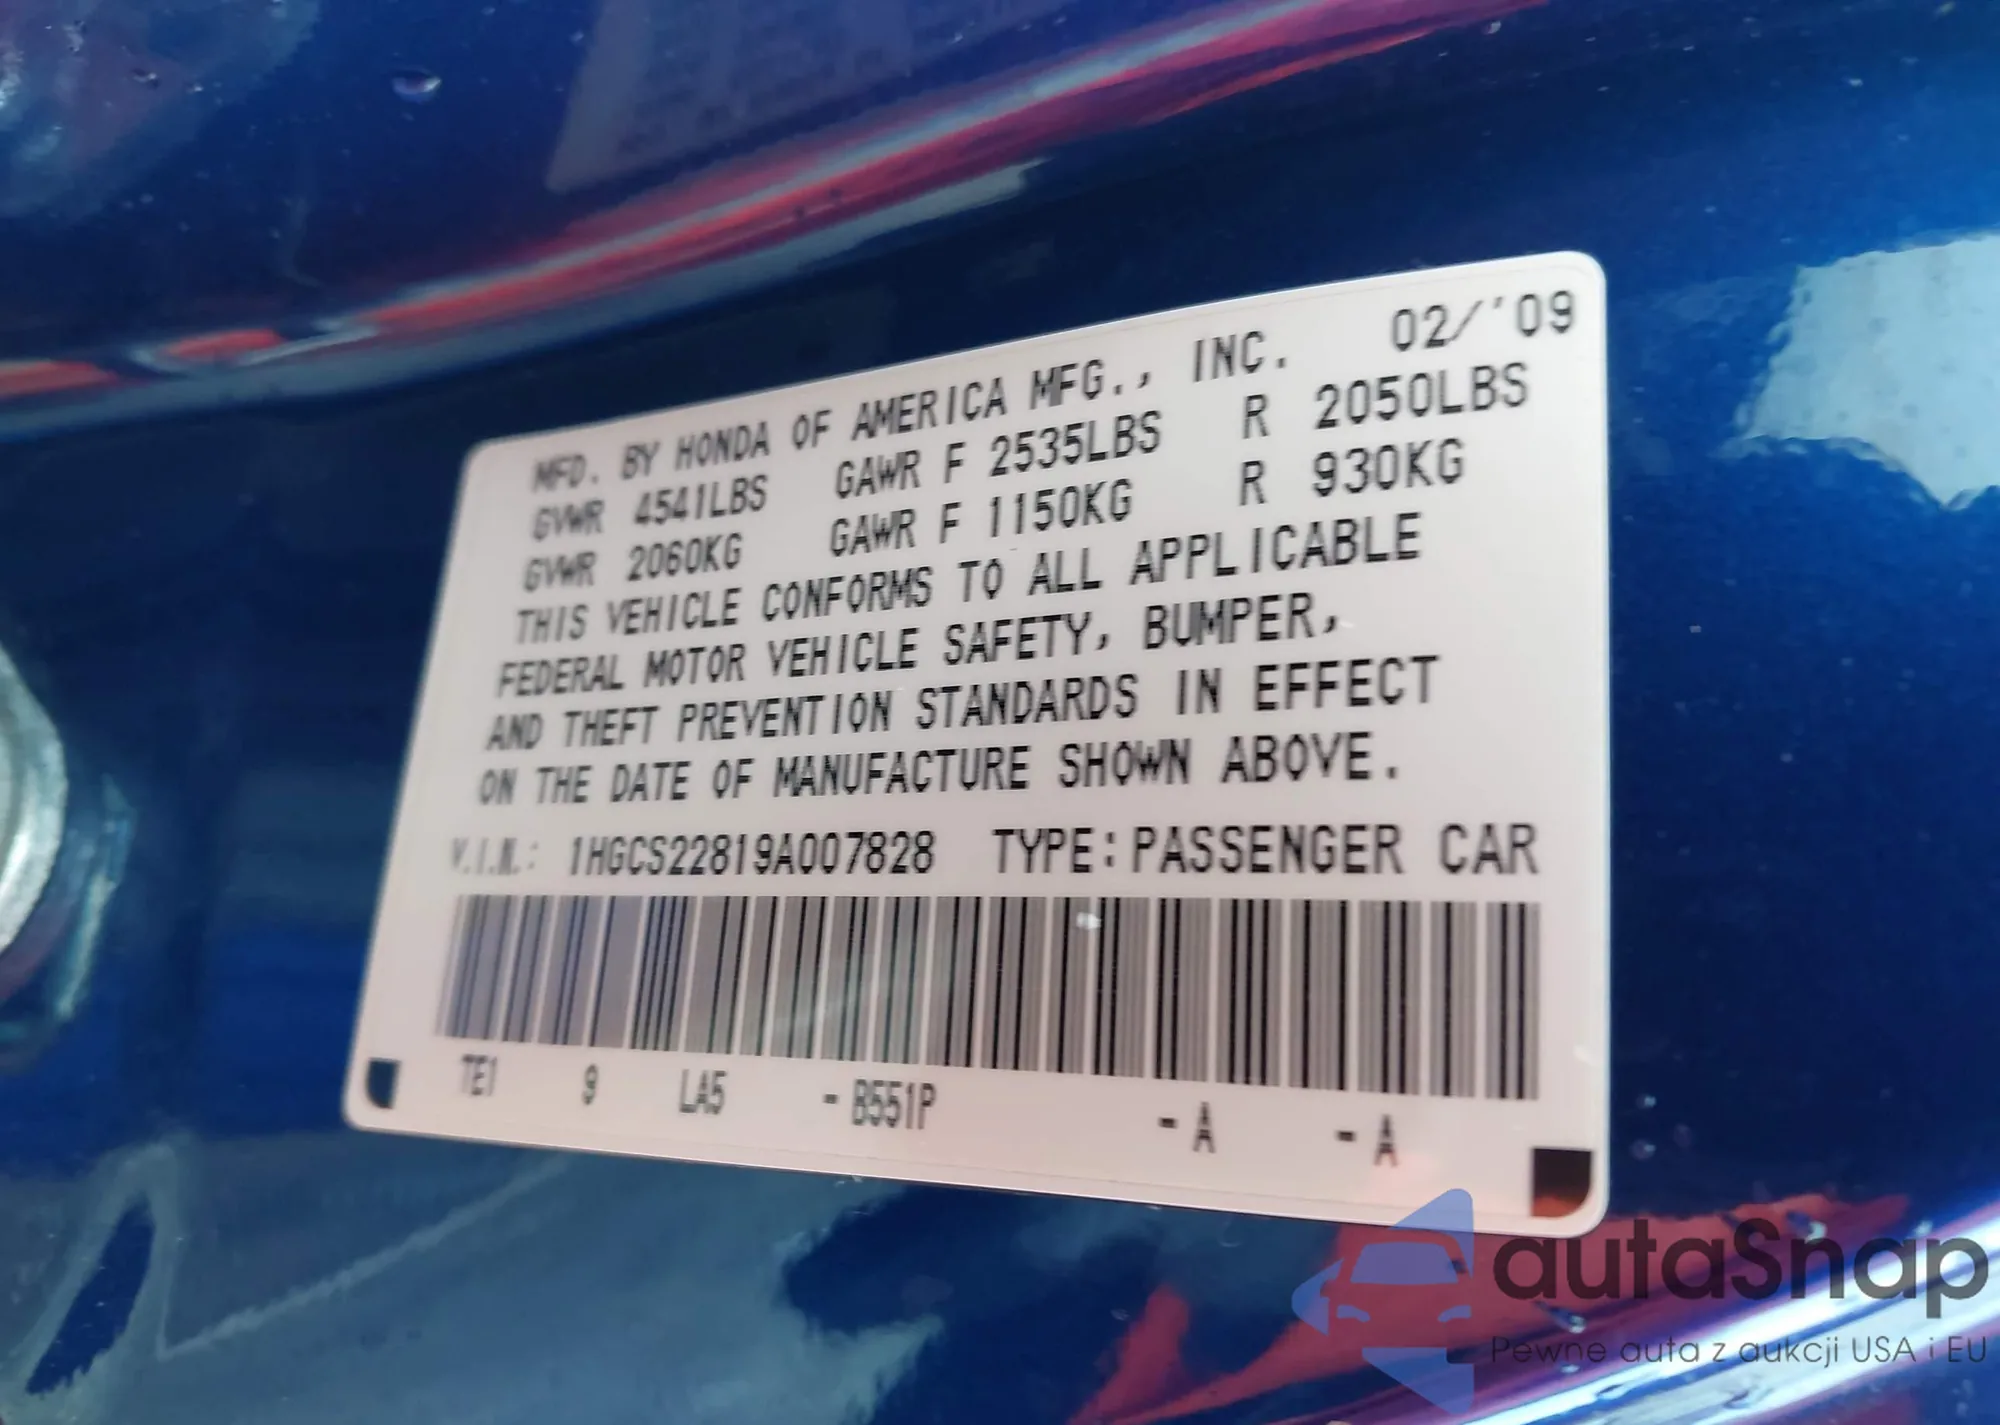 MFD. BY HONDA OF AMERICA MFG., INC. 02/'09
GVWR 4541LBS GAWR F 2535LBS R 2050LBS
GVWR 2060KG GAWR F 1150KG R 930KG
THIS VEHICLE CONFORMS TO ALL APPLICABLE
FEDERAL MOTOR VEHICLE SAFETY, BUMPER,
AND THEFT PREVENTION STANDARDS IN EFFECT
ON THE DATE OF MANUFACTURE SHOWN ABOVE.
V.I.N.: 1HGCS22819A007828 TYPE: PASSENGER CAR
TE1 9 LA5 - B551P - A - A
autaSnap
Pewne auta z aukcji USA i EU